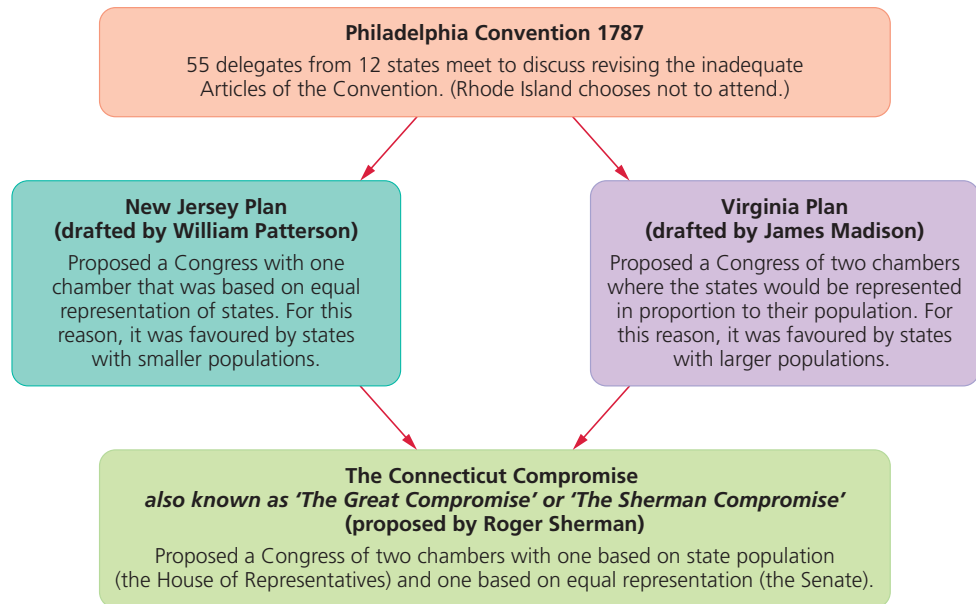 Philadelphia Convention 1787
55 delegates from 12 states meet to discuss revising the inadequate
Articles of the Convention. (Rhode Island chooses not to attend.)
New Jersey Plan
(drafted by William Patterson)
Proposed a Congress with one
chamber that was based on equal
representation of states. For this
reason, it was favoured by states
with smaller populations.
Virginia Plan
(drafted by James Madison)
Proposed a Congress of two chambers
where the states would be represented
in proportion to their population. For
this reason, it was favoured by states
with larger populations.
The Connecticut Compromise
also known as ‘The Great Compromise’ or ‘The Sherman Compromise’
(proposed by Roger Sherman)
Proposed a Congress of two chambers with one based on state population
(the House of Representatives) and one based on equal representation (the Senate).